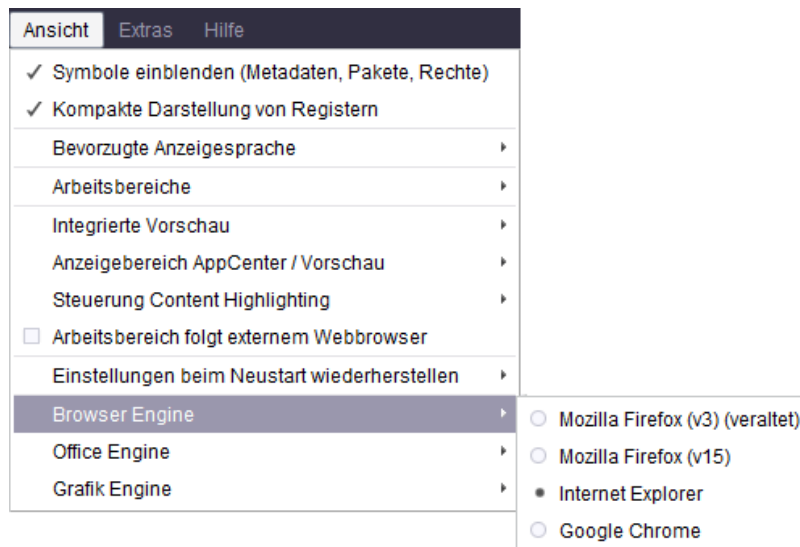 Ansicht Extras Hilfe
Symbole einblenden (Metadaten, Pakete, Rechte)
Kompakte Darstellung von Registern
Bevorzugte Anzeigesprache
Arbeitsbereiche
Integrierte Vorschau
Anzeigebereich AppCenter / Vorschau
Steuerung Content Highlighting
Arbeitsbereich folgt externem Webbrowser
Einstellungen beim Neustart wiederherstellen
Browser Engine
Office Engine
Grafik Engine
Mozilla Firefox (v3) (veraltet)
Mozilla Firefox (v15)
Internet Explorer
Google Chrome